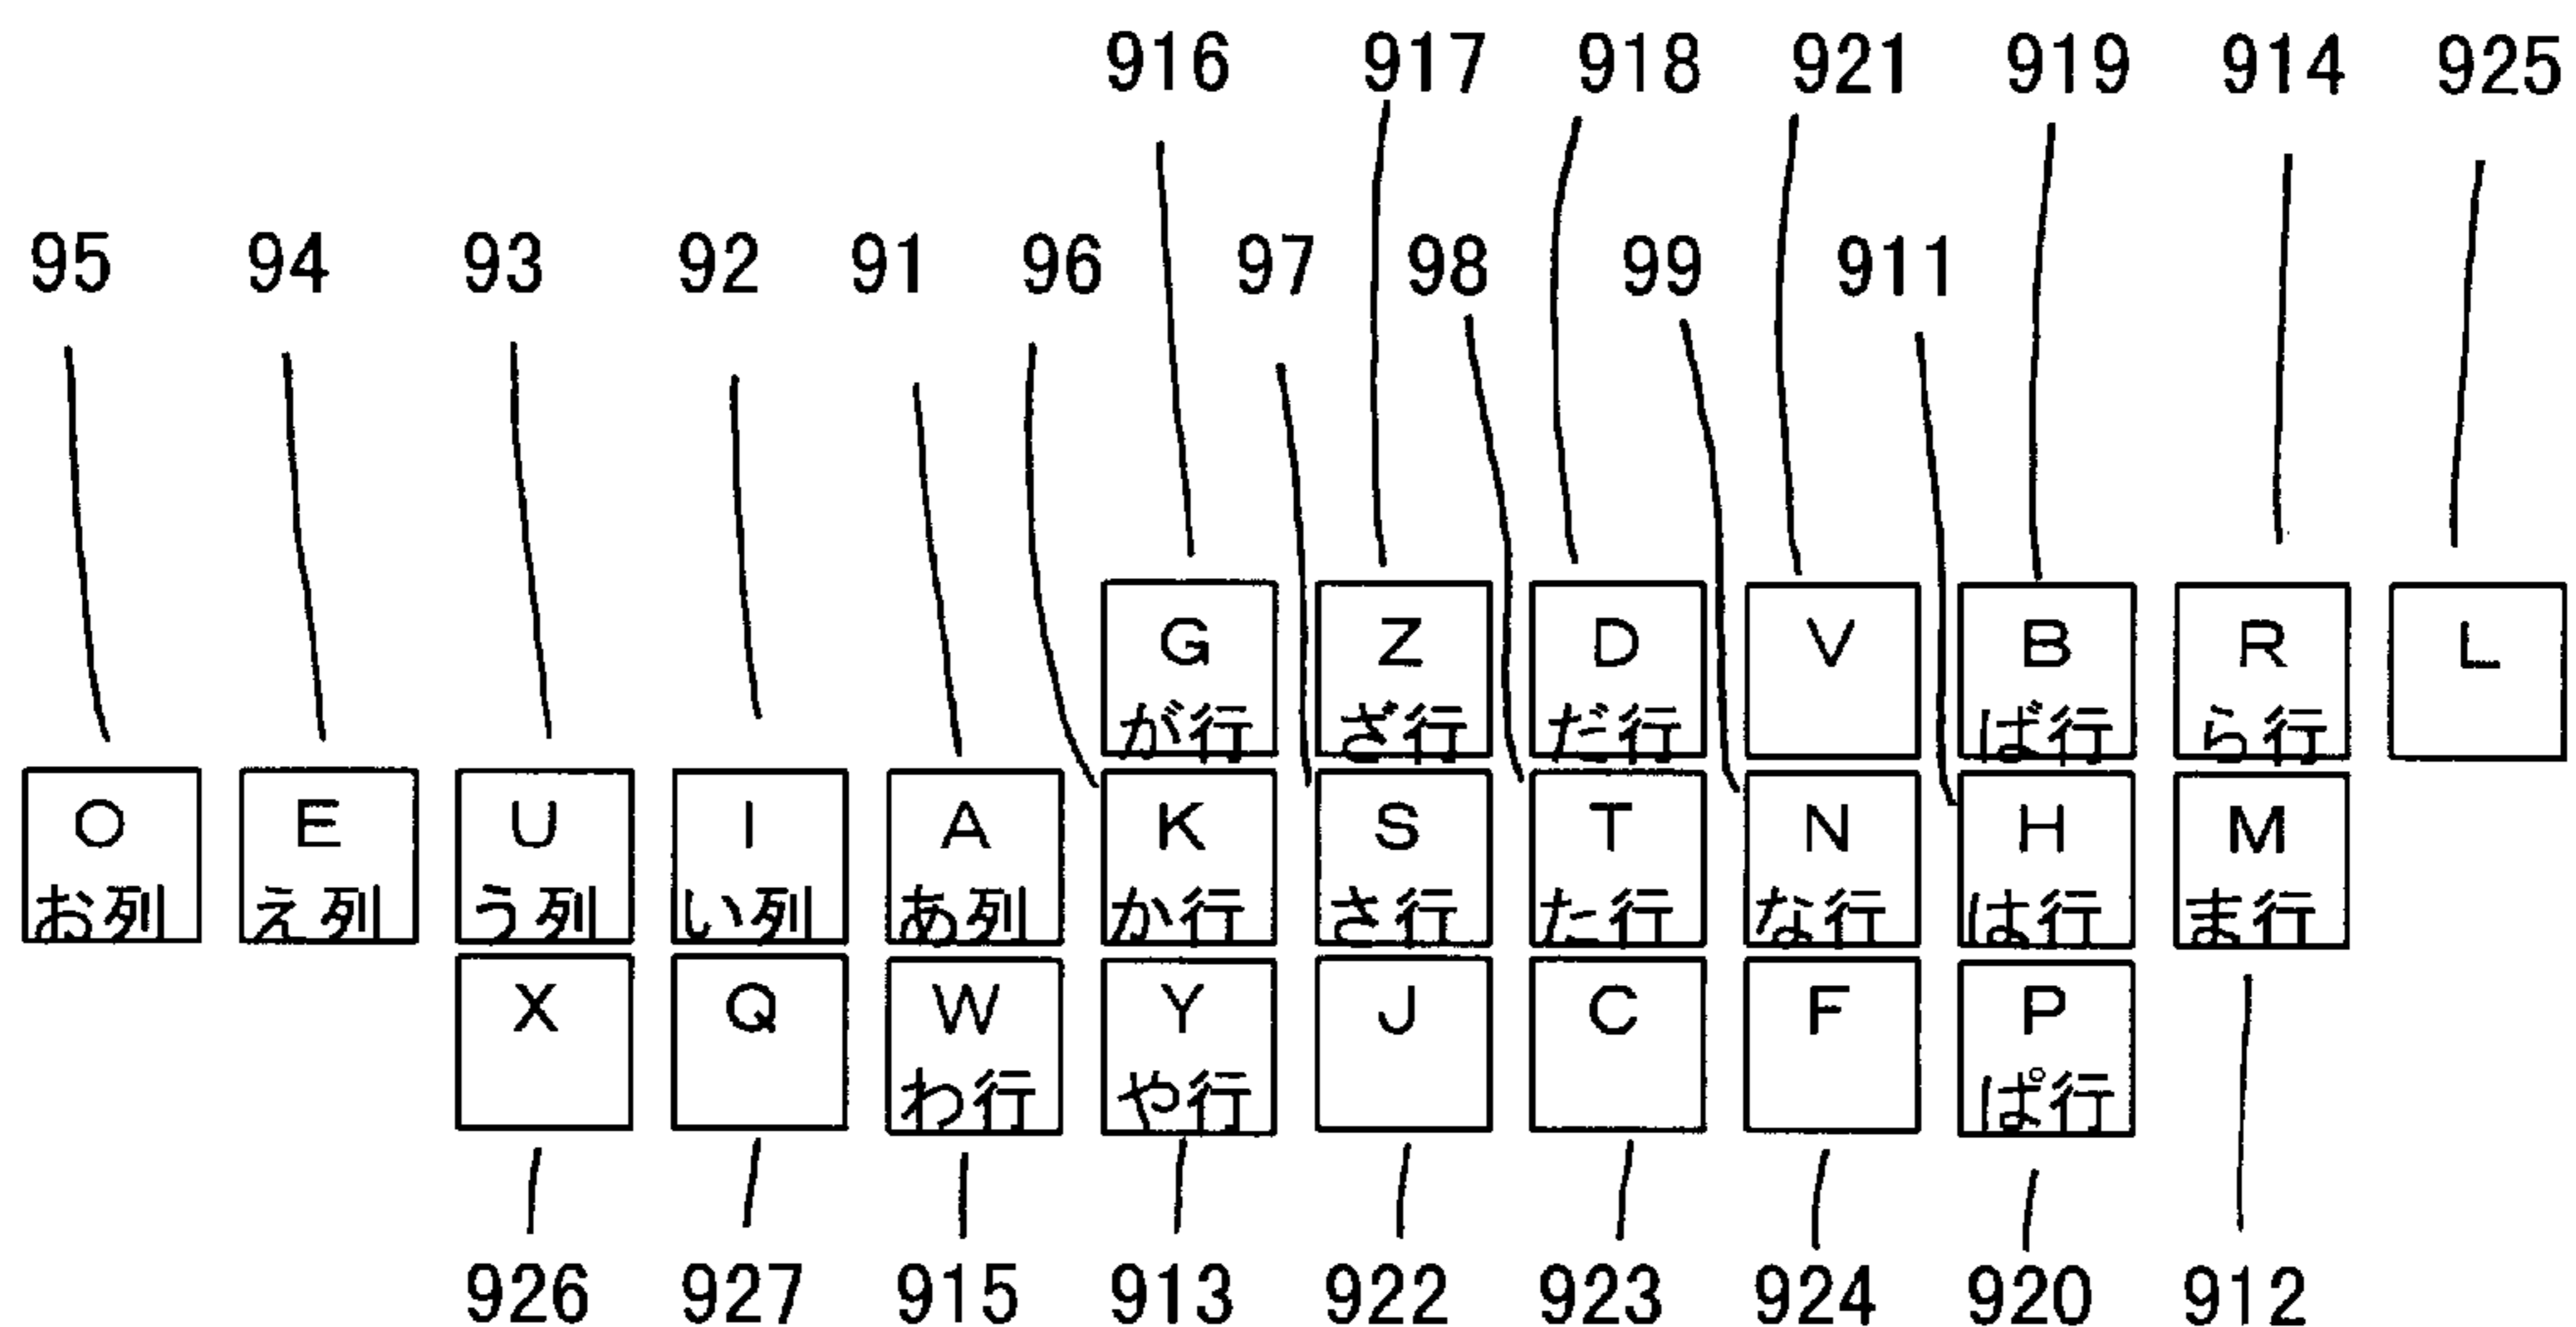 916 917 918 921 919 914 925
95 94 93 92 91 96 97 98 99 911
G Z D V B R L
が行 ざ行 だ行 ば行 ら行
O E U I A K S T N H M
お列 え列 う列 い列 あ列 か行 さ行 た行 な行 は行 ま行
X Q W Y J C F P
わ行 や行 ぱ行
926 927 915 913 922 923 924 920 912